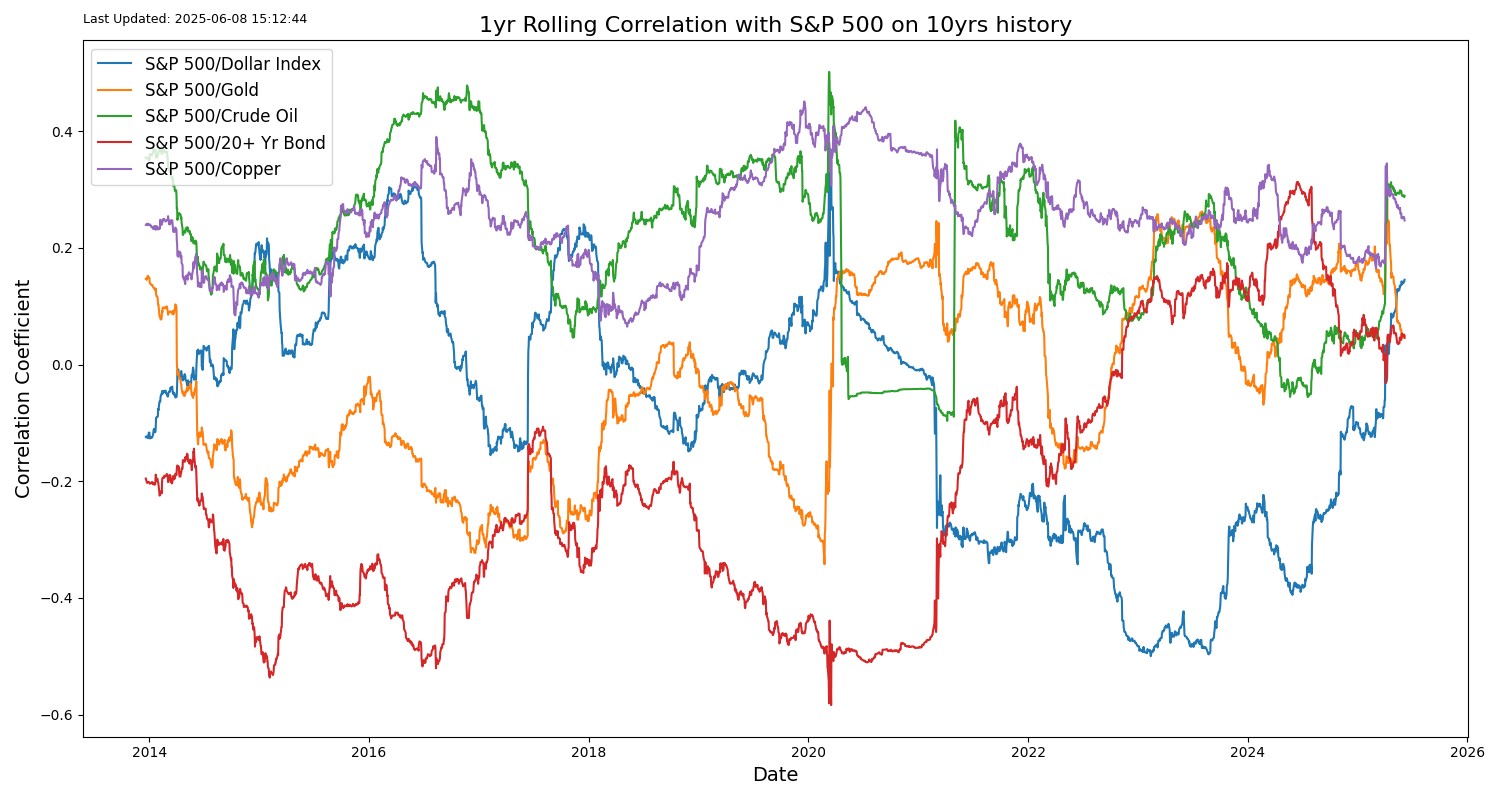 Last Updated: 2025-06-08 15:12:44
1yr Rolling Correlation with S&P 500 on 10yrs history
S&P 500/Dollar Index
S&P 500/Gold
S&P 500/Crude Oil
S&P 500/20+ Yr Bond
S&P 500/Copper
Correlation Coefficient
0.4
0.2
0.0
−0.2
−0.4
−0.6
2014 2016 2018 2020 2022 2024 2026
Date